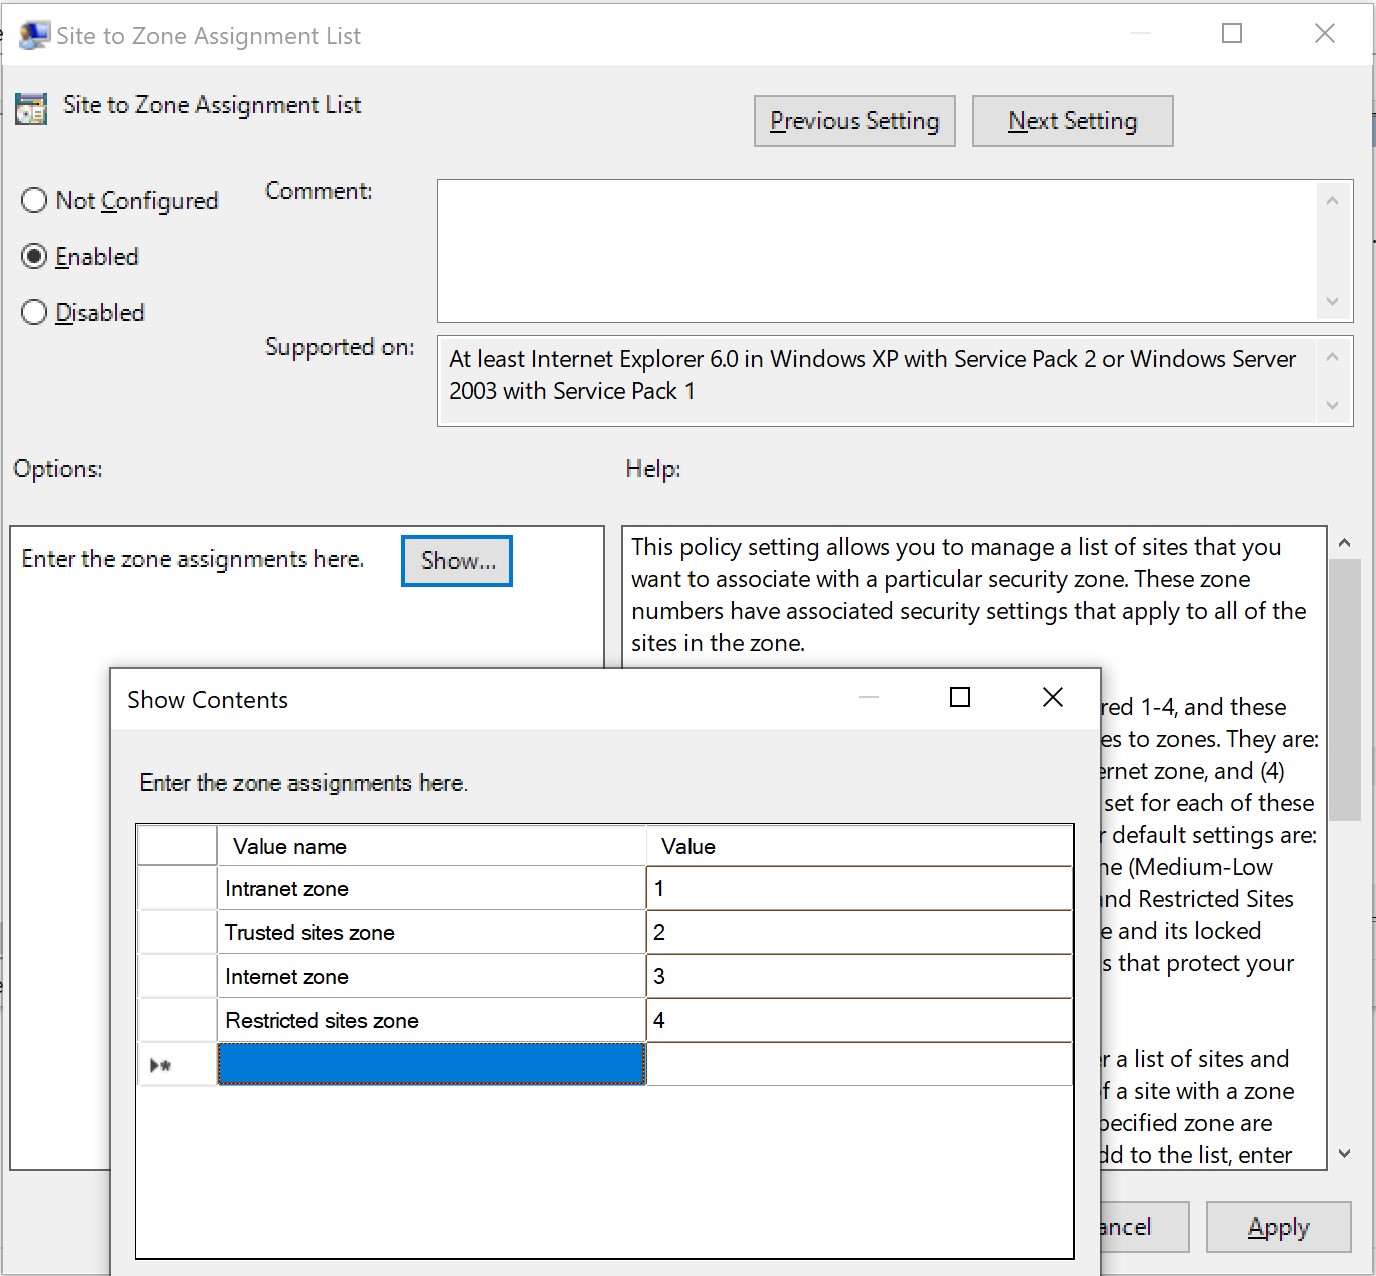 Site to Zone Assignment List
Site to Zone Assignment List
Previous Setting
Next Setting
Not Configured
Comment:
Enabled
Disabled
Supported on:
At least Internet Explorer 6.0 in Windows XP with Service Pack 2 or Windows Server
2003 with Service Pack 1
Options:
Help:
Enter the zone assignments here.
Show...
This policy setting allows you to manage a list of sites that you
want to associate with a particular security zone. These zone
numbers have associated security settings that apply to all of the
sites in the zone.
1-4, and these
to zones. They are:
zone, and (4)
set for each of these
default settings are:
(Medium-Low
Restricted Sites
and its locked
that protect your
a list of sites and
a site with a zone
zone are
to the list, enter
Show Contents
Enter the zone assignments here.
Value name Value
Intranet zone 1
Trusted sites zone 2
Internet zone 3
Restricted sites zone 4
Apply